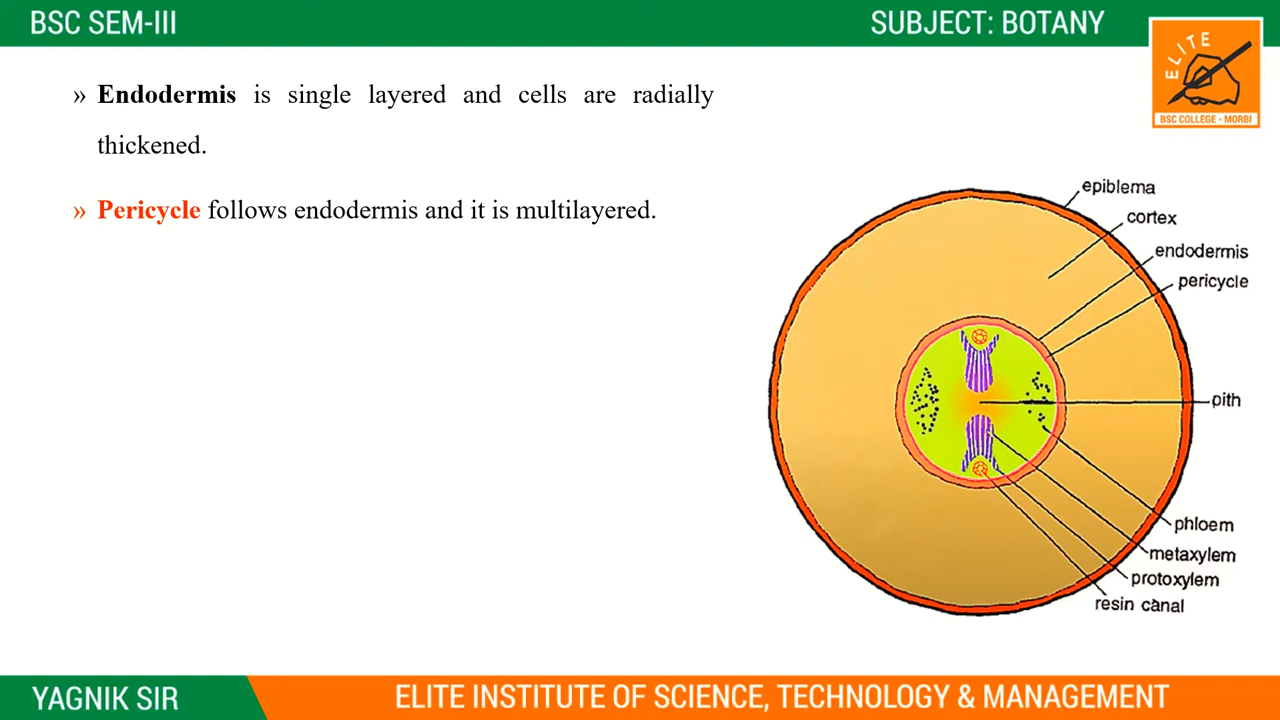 BSC SEM-III
SUBJECT: BOTANY
ELITE
BSC COLLEGE - MORBI
» Endodermis is single layered and cells are radially
thickened.
» Pericycle follows endodermis and it is multilayered.
epiblema
cortex
endodermis
pericycle
pith
phloem
metaxylem
protoxylem
resin canal
YAGNIK SIR
ELITE INSTITUTE OF SCIENCE, TECHNOLOGY & MANAGEMENT